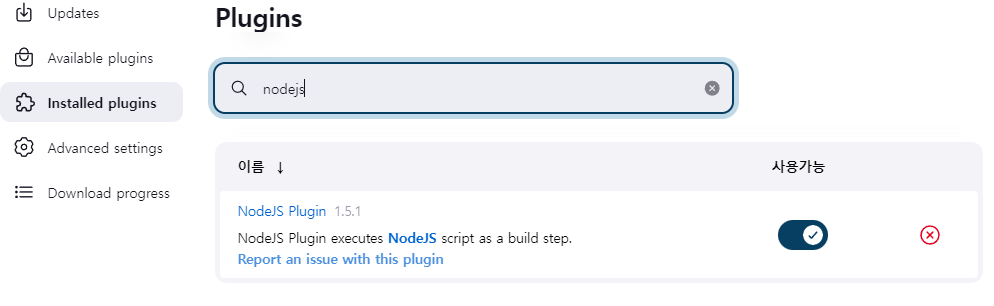 Updates
Available plugins
Installed plugins
Advanced settings
Download progress
Plugins
nodejs
이름 ↓ 사용가능
NodeJS Plugin 1.5.1
NodeJS Plugin executes NodeJS script as a build step.
Report an issue with this plugin